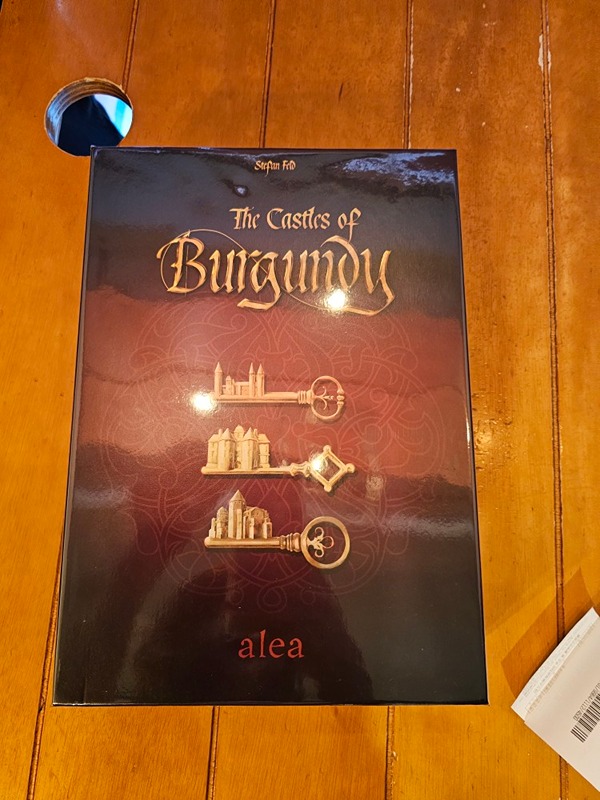 Stefan Feld
The Castles of
Burgundy
alea